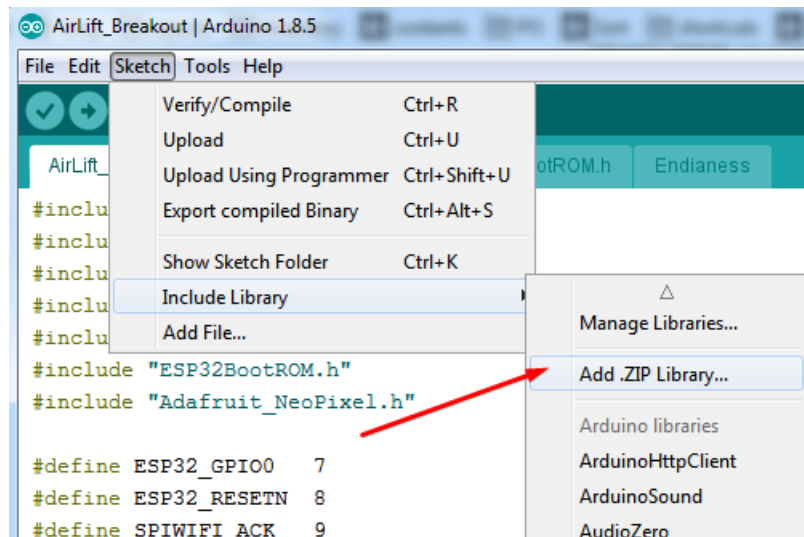 AirLift_Breakout | Arduino 1.8.5
File Edit Sketch Tools Help
Verify/Compile Ctrl+R
Upload Ctrl+U
Upload Using Programmer Ctrl+Shift+U
Export compiled Binary Ctrl+Alt+S
Show Sketch Folder Ctrl+K
Include Library
Add File...
Manage Libraries...
Add .ZIP Library...
Arduino libraries
ArduinoHttpClient
ArduinoSound
AudioZero
AirLift_ otROM.h Endianess
#inclu
#inclu
#inclu
#inclu
#inclu
#include "ESP32BootROM.h"
#include "Adafruit_NeoPixel.h"
#define ESP32_GPIO0 7
#define ESP32_RESETN 8
#define SPIWIFI_ACK 9